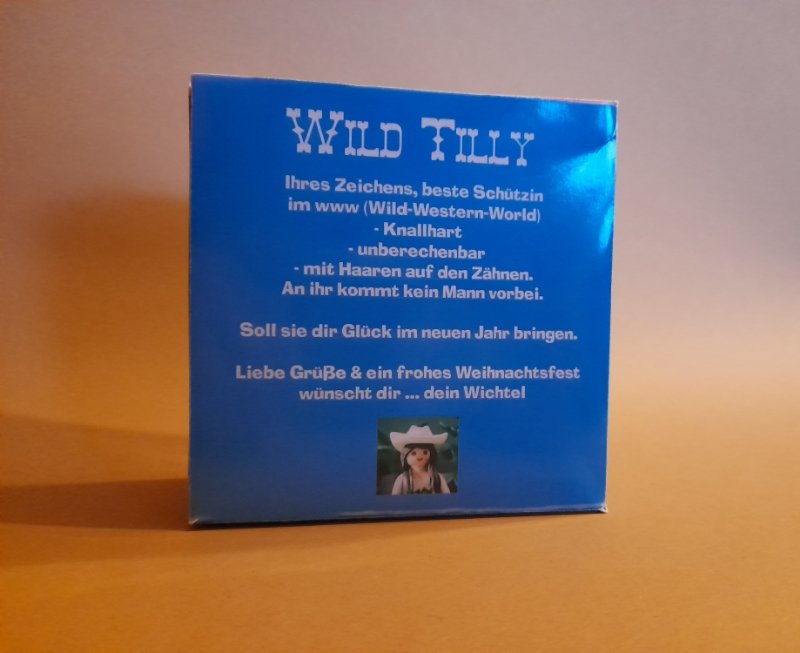 Wild Tilly
Ihres Zeichens, beste Schützin
im www (Wild-Western-World)
- Knallhart
- unberechenbar
- mit Haaren auf den Zähnen.
An ihr kommt kein Mann vorbei.
Soll sie dir Glück im neuen Jahr bringen.
Liebe Grüße & ein frohes Weihnachtsfest
wünscht dir ... dein Wichtel